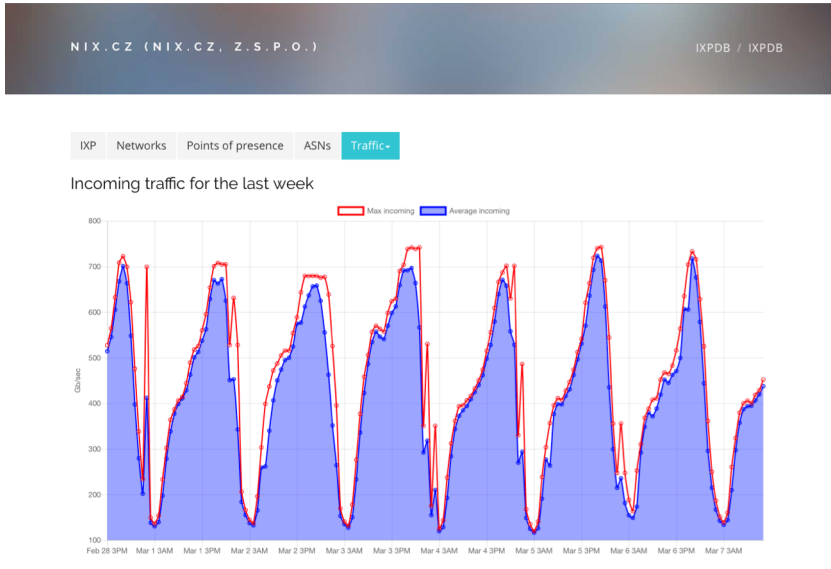 NIX.CZ (NIX.CZ, Z.S.P.O.)
IXPDB / IXPDB
IXP Networks Points of presence ASNs Traffic
Incoming traffic for the last week
Max incoming Average incoming
800
700
600
500
400
300
200
100
Gb/sec
Feb 28 3PM Mar 1 3AM Mar 1 3PM Mar 2 3AM Mar 2 3PM Mar 3 3AM Mar 3 3PM Mar 4 3AM Mar 4 3PM Mar 5 3AM Mar 5 3PM Mar 6 3AM Mar 6 3PM Mar 7 3AM